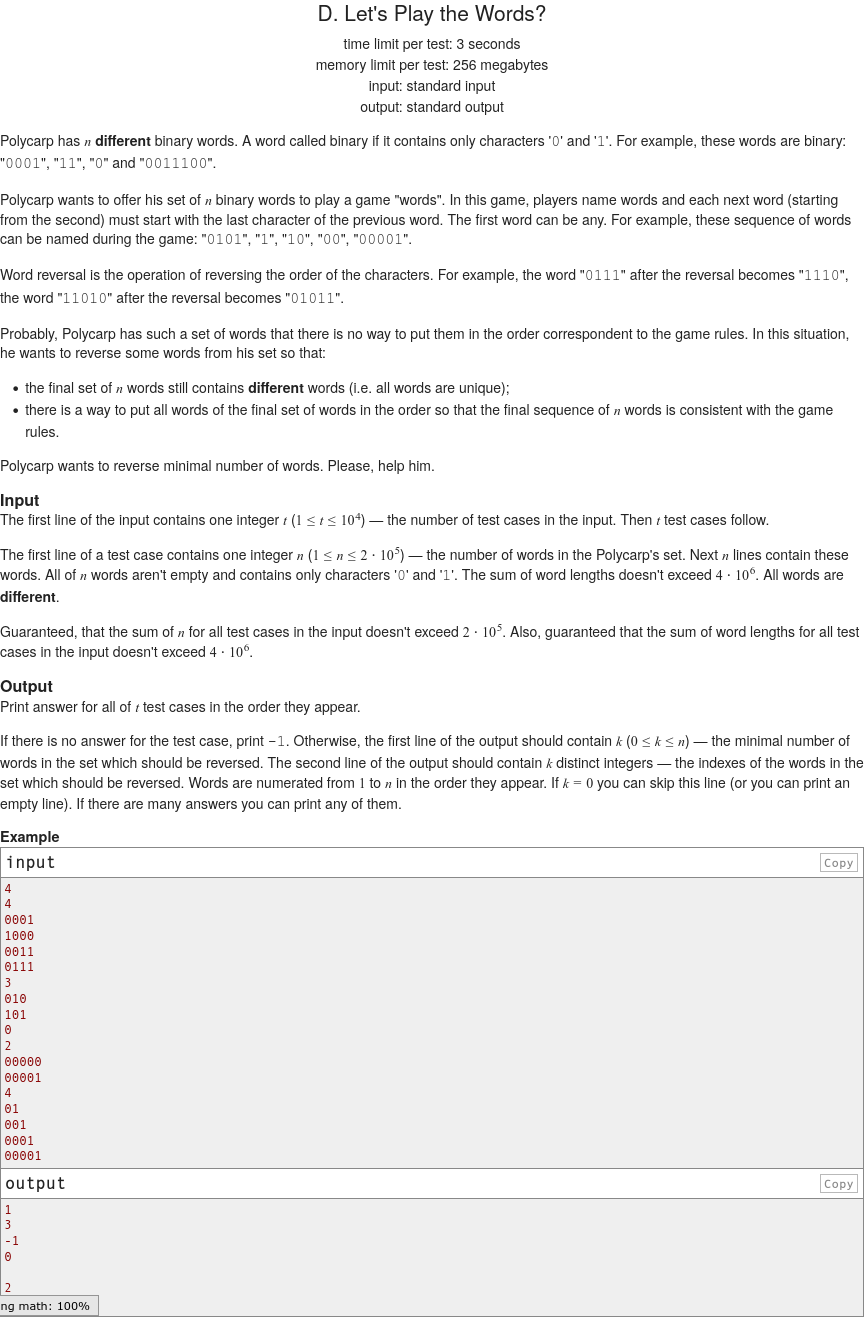 D. Let's Play the Words?
time limit per test: 3 seconds
memory limit per test: 256 megabytes
input: standard input
output: standard output
Polycarp has n different binary words. A word called binary if it contains only characters '0' and '1'. For example, these words are binary:
"0001", "11", "0" and "0011100".
Polycarp wants to offer his set of n binary words to play a game "words". In this game, players name words and each next word (starting
from the second) must start with the last character of the previous word. The first word can be any. For example, these sequence of words
can be named during the game: "0101", "1", "10", "00", "00001".
Word reversal is the operation of reversing the order of the characters. For example, the word "0111" after the reversal becomes "1110",
the word "11010" after the reversal becomes "01011".
Probably, Polycarp has such a set of words that there is no way to put them in the order correspondent to the game rules. In this situation,
he wants to reverse some words from his set so that:
• the final set of n words still contains different words (i.e. all words are unique);
• there is a way to put all words of the final set of words in the order so that the final sequence of n words is consistent with the game
rules.
Polycarp wants to reverse minimal number of words. Please, help him.
Input
The first line of the input contains one integer t (1 ≤ t ≤ 10⁴) — the number of test cases in the input. Then t test cases follow.
The first line of a test case contains one integer n (1 ≤ n ≤ 2 · 10⁵) — the number of words in the Polycarp's set. Next n lines contain these
words. All of n words aren't empty and contains only characters '0' and '1'. The sum of word lengths doesn't exceed 4 · 10⁶. All words are
different.
Guaranteed, that the sum of n for all test cases in the input doesn't exceed 2 · 10⁵. Also, guaranteed that the sum of word lengths for all test
cases in the input doesn't exceed 4 · 10⁶.
Output
Print answer for all of t test cases in the order they appear.
If there is no answer for the test case, print -1. Otherwise, the first line of the output should contain k (0 ≤ k ≤ n) — the minimal number of
words in the set which should be reversed. The second line of the output should contain k distinct integers — the indexes of the words in the
set which should be reversed. Words are numerated from 1 to n in the order they appear. If k = 0 you can skip this line (or you can print an
empty line). If there are many answers you can print any of them.
Example
input Copy
4
4
0001
1000
0011
0111
3
010
101
0
2
00000
00001
4
01
001
0001
00001
output Copy
1
3
-1
0
2
ng math: 100%